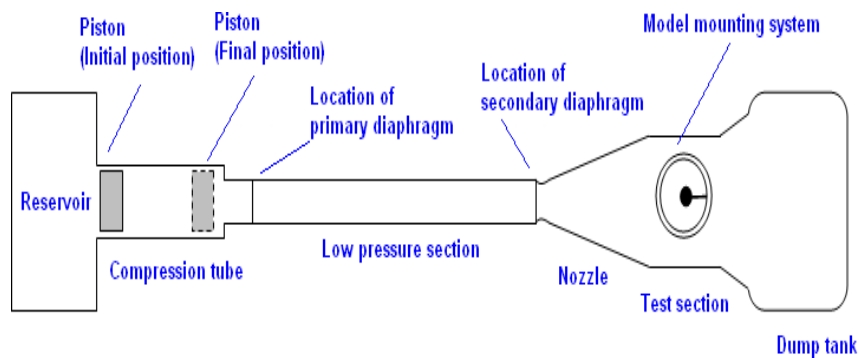 Piston
(Initial position)
Piston
(Final position)
Location of
primary diaphragm
Location of
secondary diaphragm
Model mounting system
Reservoir
Compression tube
Low pressure section
Nozzle
Test section
Dump tank